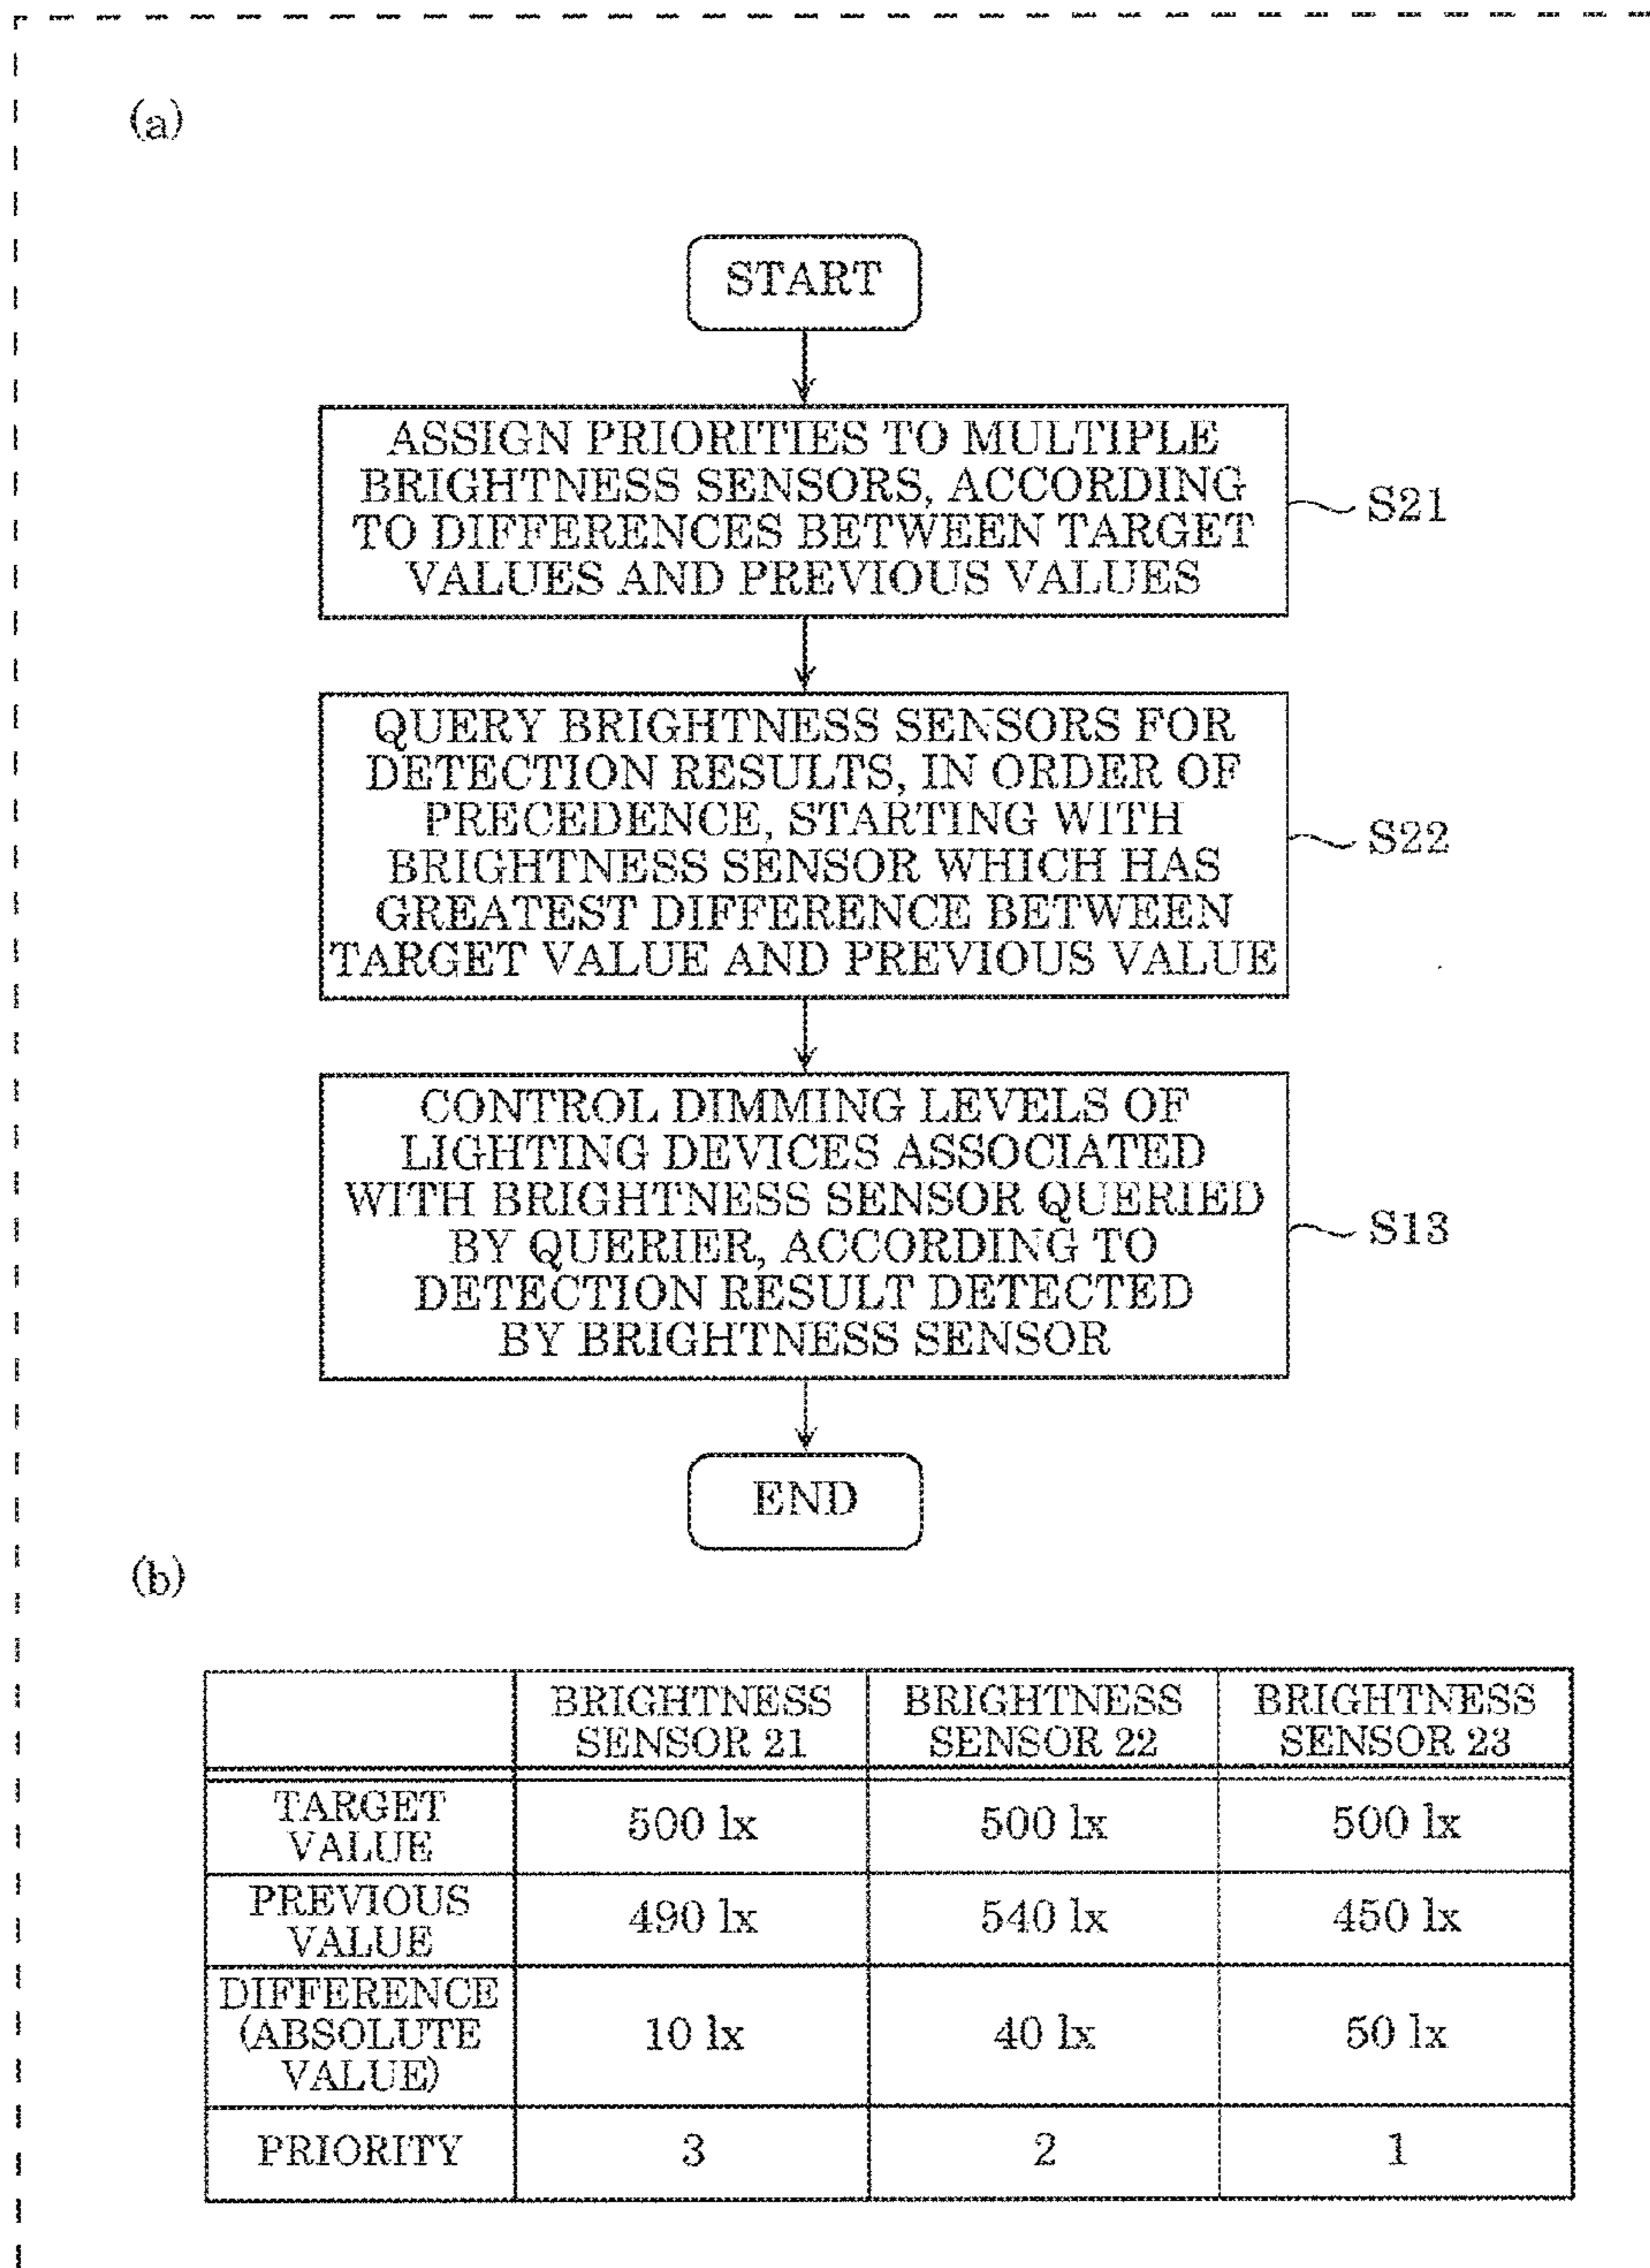 (a)
START
ASSIGN PRIORITIES TO MULTIPLE
BRIGHTNESS SENSORS, ACCORDING
TO DIFFERENCES BETWEEN TARGET
VALUES AND PREVIOUS VALUES
S21
QUERY BRIGHTNESS SENSORS FOR
DETECTION RESULTS, IN ORDER OF
PRECEDENCE, STARTING WITH
BRIGHTNESS SENSOR WHICH HAS
GREATEST DIFFERENCE BETWEEN
TARGET VALUE AND PREVIOUS VALUE
S22
CONTROL DIMMING LEVELS OF
LIGHTING DEVICES ASSOCIATED
WITH BRIGHTNESS SENSOR QUERIED
BY QUERIER, ACCORDING TO
DETECTION RESULT DETECTED
BY BRIGHTNESS SENSOR
S13
END
(b)
BRIGHTNESS SENSOR 21
BRIGHTNESS SENSOR 22
BRIGHTNESS SENSOR 23
TARGET VALUE
500 lx
500 lx
500 lx
PREVIOUS VALUE
490 lx
540 lx
450 lx
DIFFERENCE (ABSOLUTE VALUE)
10 lx
40 lx
50 lx
PRIORITY
3
2
1